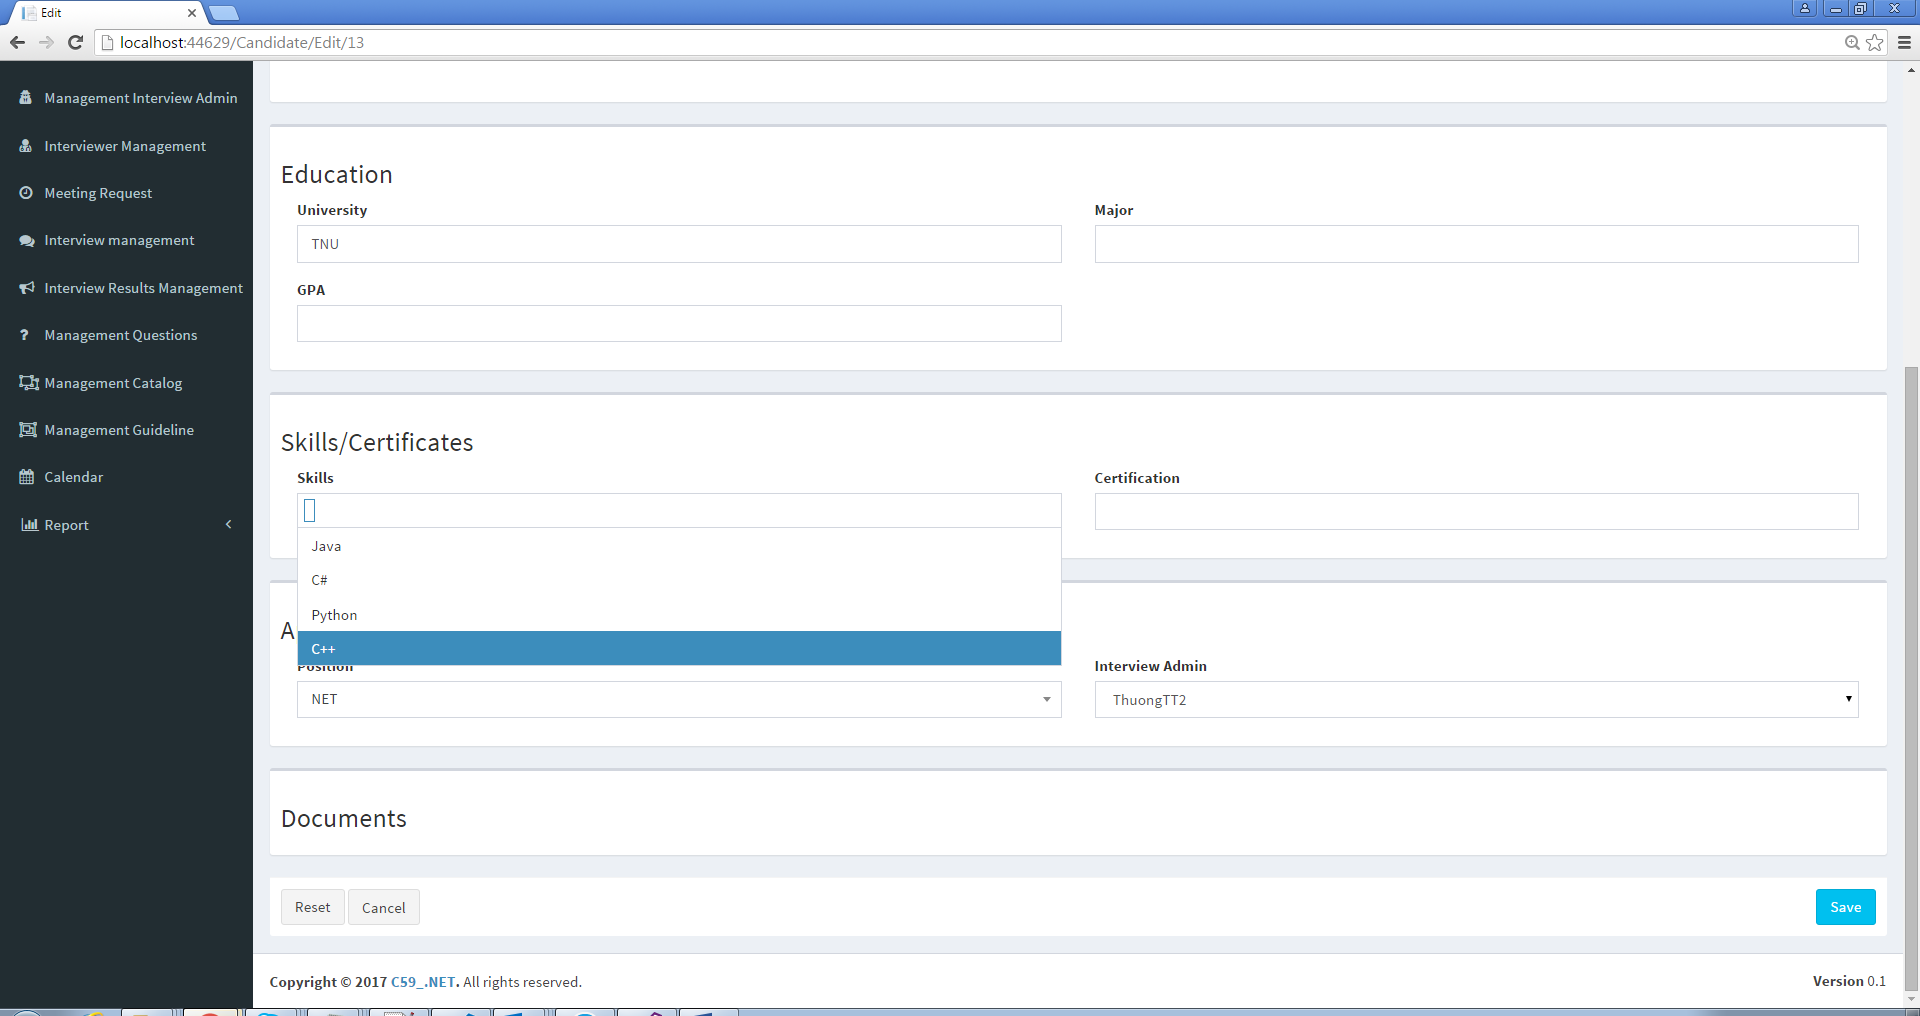 Edit
localhost:44629/Candidate/Edit/13
Management Interview Admin
Interviewer Management
Meeting Request
Interview management
Interview Results Management
Management Questions
Management Catalog
Management Guideline
Calendar
Report
Education
University
Major
TNU
GPA
Skills/Certificates
Skills
Certification
Java
C#
Python
C++
A
Position
Interview Admin
NET
ThuongTT2
Documents
Reset
Cancel
Save
Copyright © 2017 C59_.NET. All rights reserved.
Version 0.1